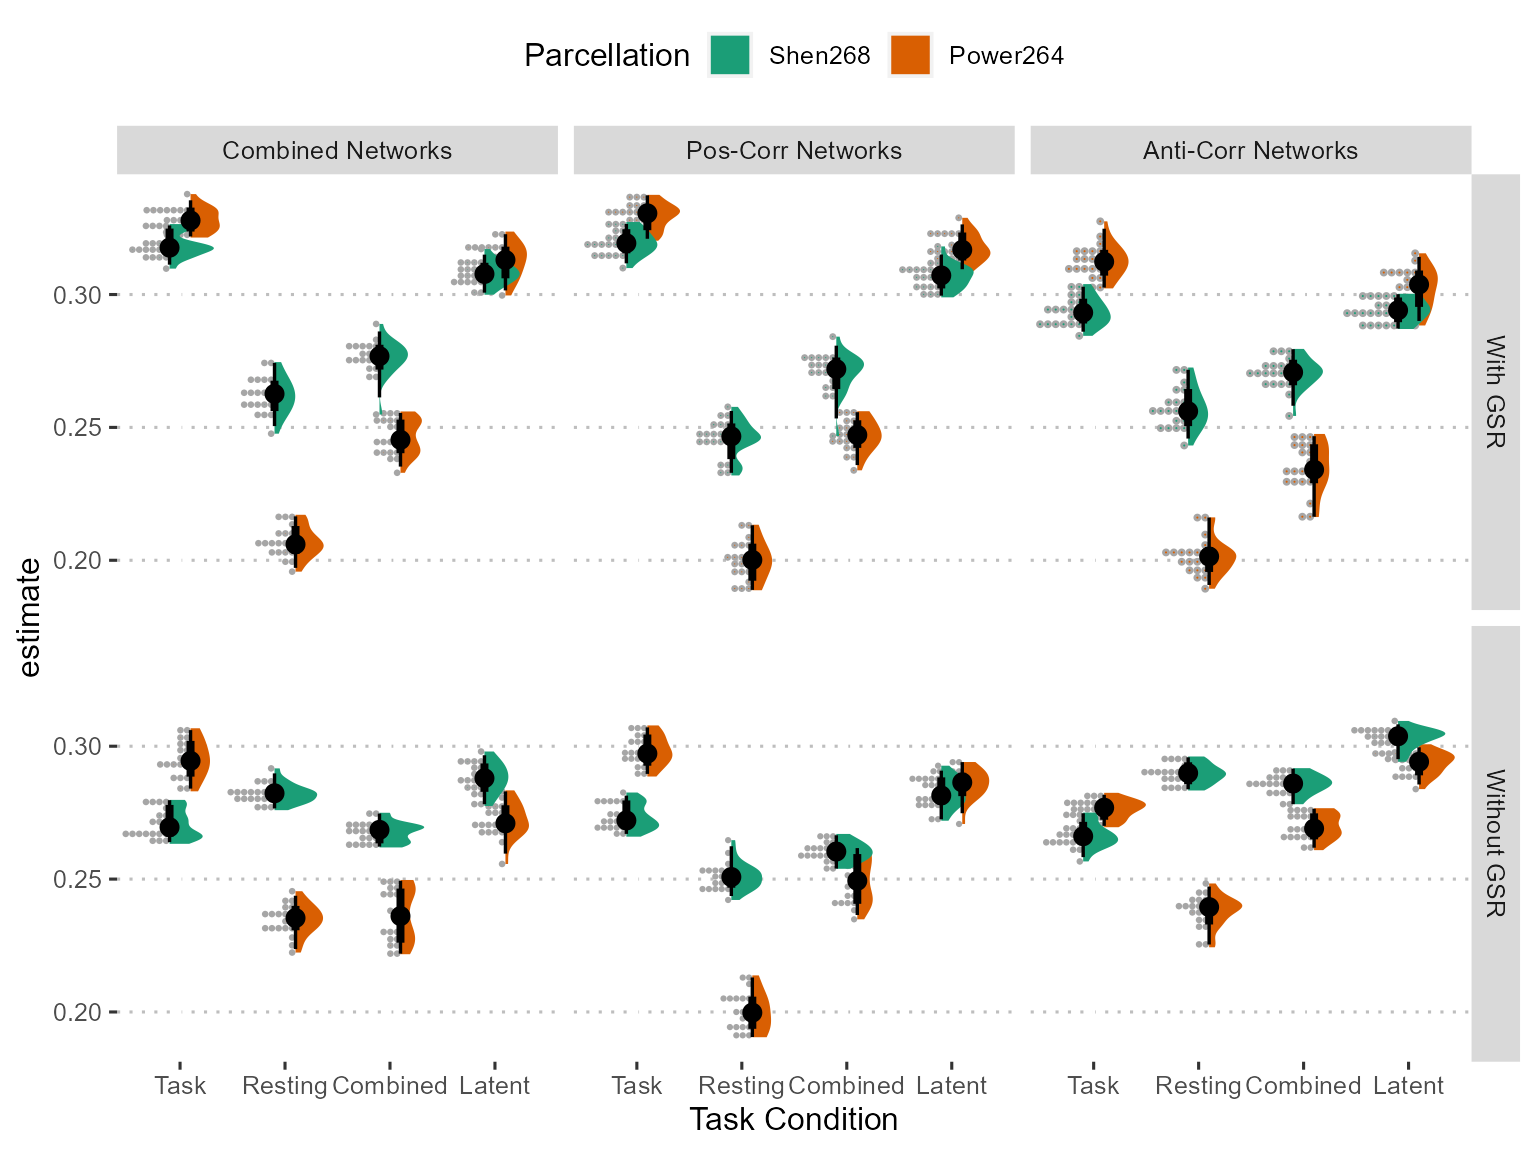 Parcellation Shen268 Power264
Combined Networks Pos-Corr Networks Anti-Corr Networks
With GSR
Without GSR
estimate
0.30
0.25
0.20
0.30
0.25
0.20
Task Resting Combined Latent Task Resting Combined Latent Task Resting Combined Latent
Task Condition